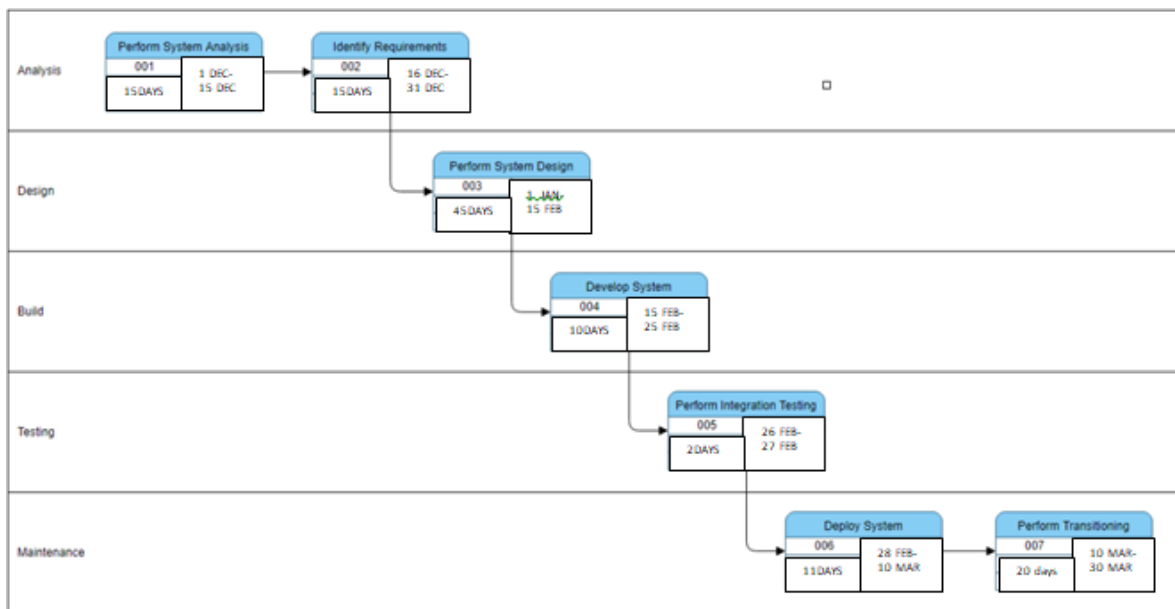 Analysis
Perform System Analysis
001
15DAYS
1 DEC-
15 DEC
Identify Requirements
002
15DAYS
16 DEC-
31 DEC
Design
Perform System Design
003
45DAYS
1 JAN-
15 FEB
Build
Develop System
004
10DAYS
15 FEB-
25 FEB
Testing
Perform Integration Testing
005
2DAYS
26 FEB-
27 FEB
Maintenance
Deploy System
006
11DAYS
28 FEB-
10 MAR
Perform Transitioning
007
20 days
10 MAR-
30 MAR